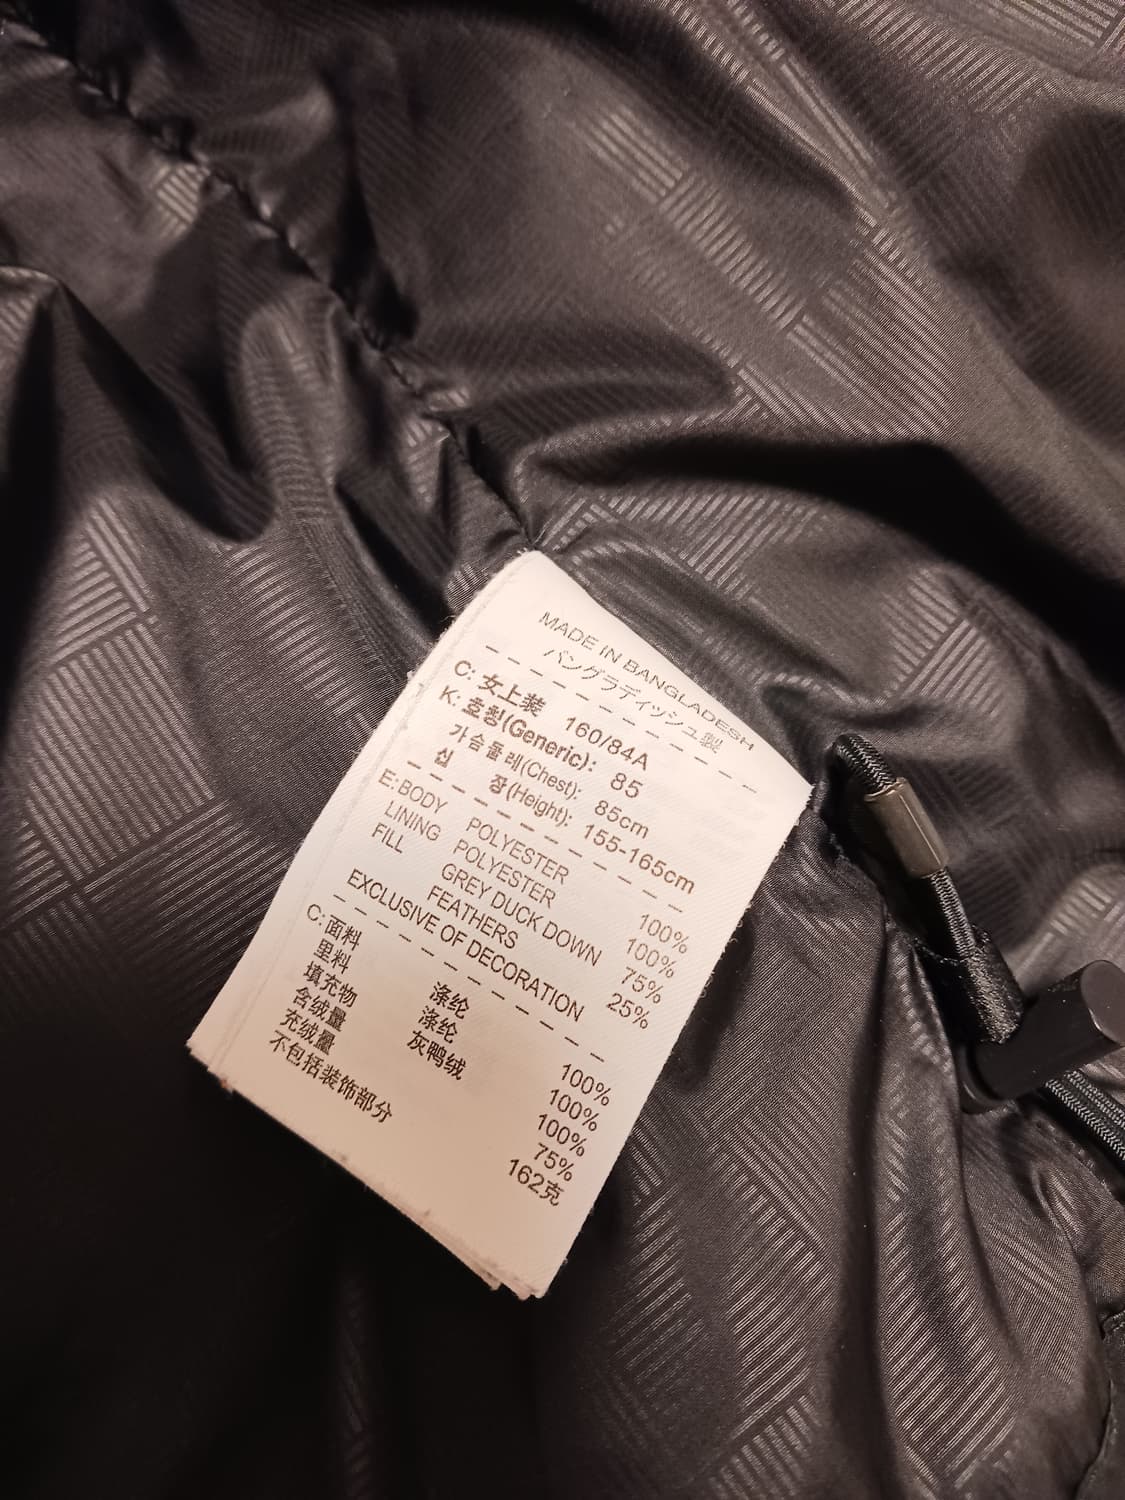 MADE IN BANGLADESH
バングラディッシュ製
C: 女上装 160/84A
K: 호칭(Generic): 85
가슴둘레(Chest): 85cm
신 장(Height): 155-165cm
E: BODY POLYESTER 100%
LINING POLYESTER 100%
FILL GREY DUCK DOWN 75%
FEATHERS 25%
EXCLUSIVE OF DECORATION
C: 面料 涤纶 100%
里料 涤纶 100%
填充物 灰鸭绒 100%
含绒量 75%
充绒量 162克
不包括装饰部分